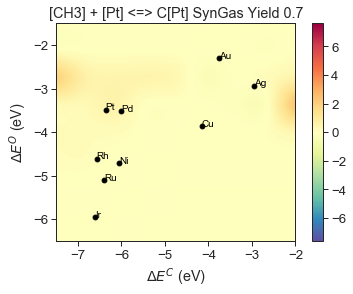 [CH3] + [Pt] <=> C[Pt] SynGas Yield 0.7
ΔE^O (eV)
−2
−3
−4
−5
−6
Au
Ag
Pt
Pd
Cu
Rh
Ni
Ru
Ir
−7
−6
−5
−4
−3
−2
ΔE^C (eV)
6
4
2
0
−2
−4
−6